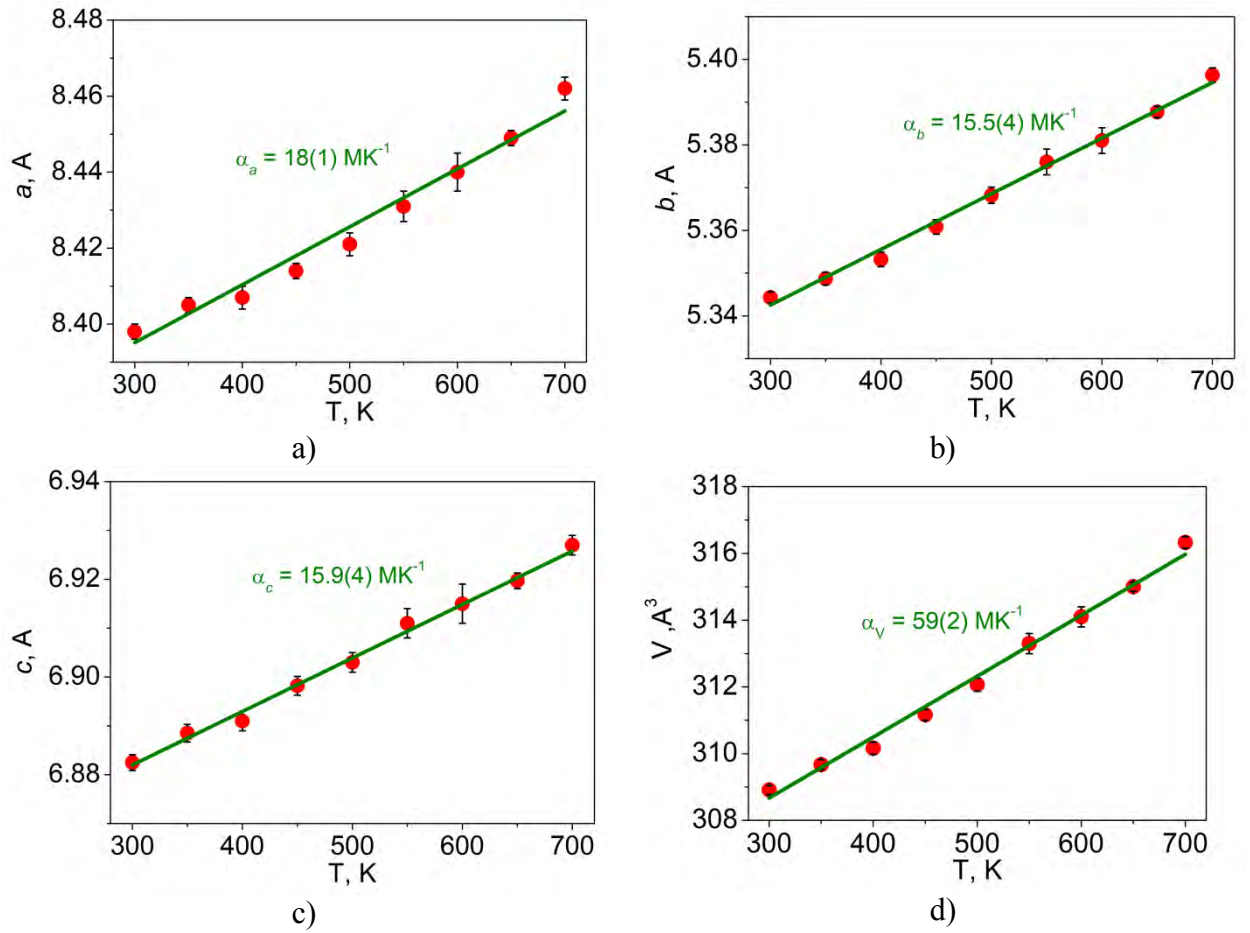 8.48
8.46
8.44
8.42
8.40
a, A
α_a = 18(1) MK⁻¹
300 400 500 600 700
T, K
a)
5.40
5.38
5.36
5.34
b, A
α_b = 15.5(4) MK⁻¹
300 400 500 600 700
T, K
b)
6.94
6.92
6.90
6.88
c, A
α_c = 15.9(4) MK⁻¹
300 400 500 600 700
T, K
c)
318
316
314
312
310
308
V ,A³
α_V = 59(2) MK⁻¹
300 400 500 600 700
T, K
d)